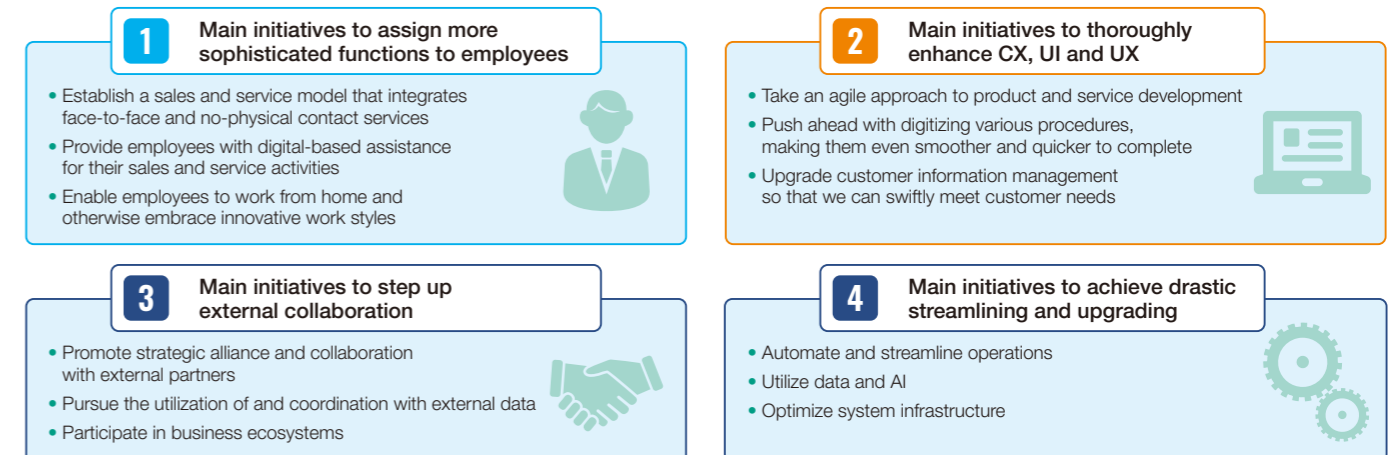 1
Main initiatives to assign more
sophisticated functions to employees
• Establish a sales and service model that integrates
face-to-face and no-physical contact services
• Provide employees with digital-based assistance
for their sales and service activities
• Enable employees to work from home and
otherwise embrace innovative work styles
2
Main initiatives to thoroughly
enhance CX, UI and UX
• Take an agile approach to product and service development
• Push ahead with digitizing various procedures,
making them even smoother and quicker to complete
• Upgrade customer information management
so that we can swiftly meet customer needs
3
Main initiatives to step up
external collaboration
• Promote strategic alliance and collaboration
with external partners
• Pursue the utilization of and coordination with external data
• Participate in business ecosystems
4
Main initiatives to achieve drastic
streamlining and upgrading
• Automate and streamline operations
• Utilize data and AI
• Optimize system infrastructure